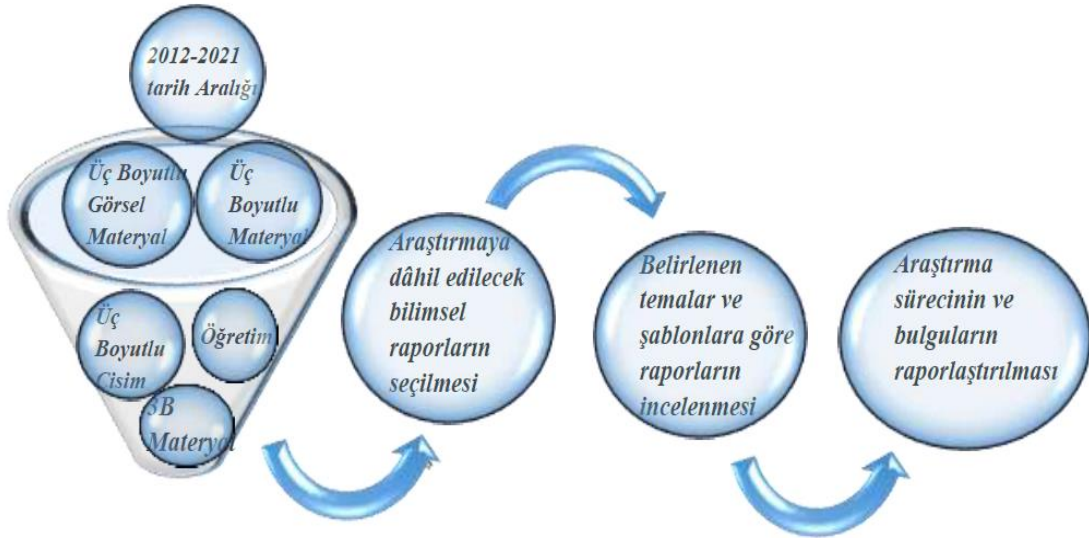 2012-2021
tarih Aralığı
Üç Boyutlu
Görsel
Materyal
Üç
Boyutlu
Materyal
Üç
Boyutlu
Cisim
Öğretim
3B
Materyal
Araştırmaya
dâhil edilecek
bilimsel
raporların
seçilmesi
Belirlenen
temalar ve
şablonlara göre
raporların
incelenmesi
Araştırma
sürecinin ve
bulguların
raporlaştırılması